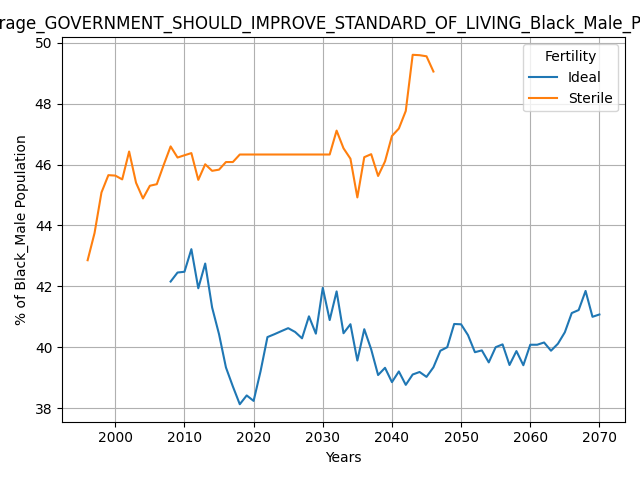 rage_GOVERNMENT_SHOULD_IMPROVE_STANDARD_OF_LIVING_Black_Male_P
Fertility
Ideal
Sterile
% of Black_Male Population
50
48
46
44
42
40
38
2000 2010 2020 2030 2040 2050 2060 2070
Years